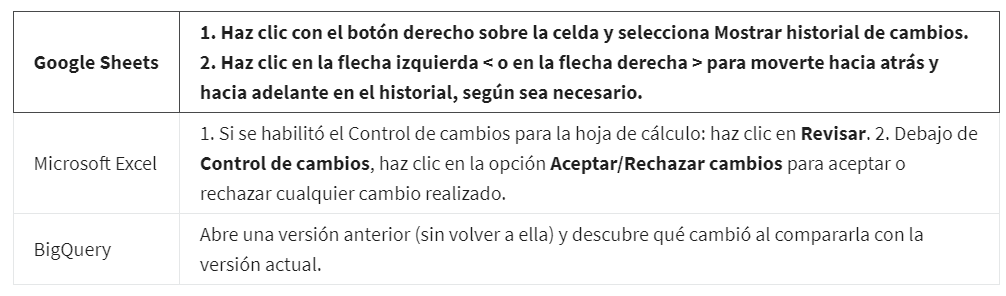 Google Sheets
1. Haz clic con el botón derecho sobre la celda y selecciona Mostrar historial de cambios.
2. Haz clic en la flecha izquierda < o en la flecha derecha > para moverte hacia atrás y
hacia adelante en el historial, según sea necesario.
Microsoft Excel
1. Si se habilitó el Control de cambios para la hoja de cálculo: haz clic en Revisar. 2. Debajo de
Control de cambios, haz clic en la opción Aceptar/Rechazar cambios para aceptar o
rechazar cualquier cambio realizado.
BigQuery
Abre una versión anterior (sin volver a ella) y descubre qué cambió al compararla con la
versión actual.